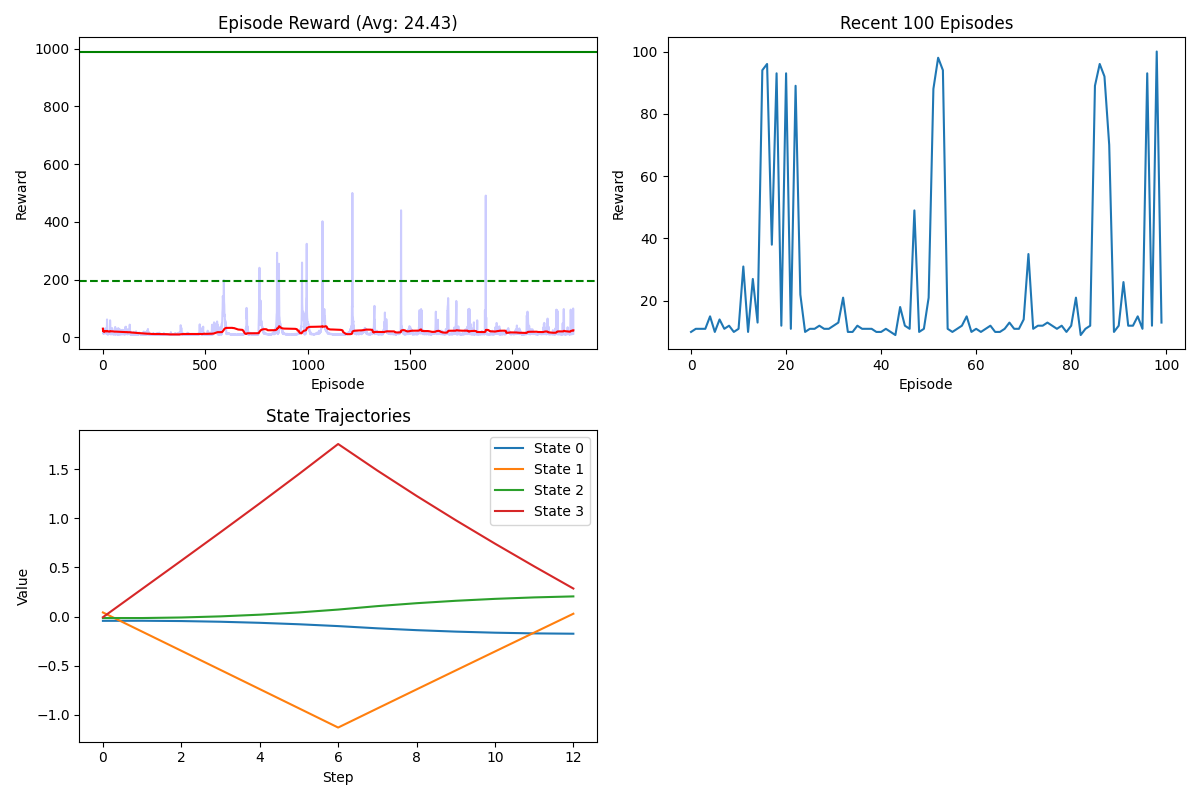 Episode Reward (Avg: 24.43)
Reward
1000
800
600
400
200
0
0 500 1000 1500 2000
Episode
Recent 100 Episodes
Reward
100
80
60
40
20
0 20 40 60 80 100
Episode
State Trajectories
Value
1.5
1.0
0.5
0.0
−0.5
−1.0
State 0
State 1
State 2
State 3
0 2 4 6 8 10 12
Step